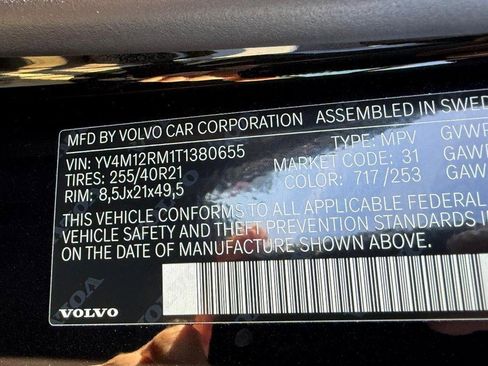 MFD BY VOLVO CAR CORPORATION ASSEMBLED IN SWED
VIN: YV4M12RM1T1380655 TYPE: MPV GVWR
TIRES: 255/40R21 MARKET CODE: 31 GAWR
RIM: 8,5Jx21x49,5 COLOR: 717/253 GAW
THIS VEHICLE CONFORMS TO ALL APPLICABLE FEDERAL
VEHICLE SAFETY AND THEFT PREVENTION STANDARDS IN
ON THE DATE OF MANUFACTURE SHOWN ABOVE.
VOLVO